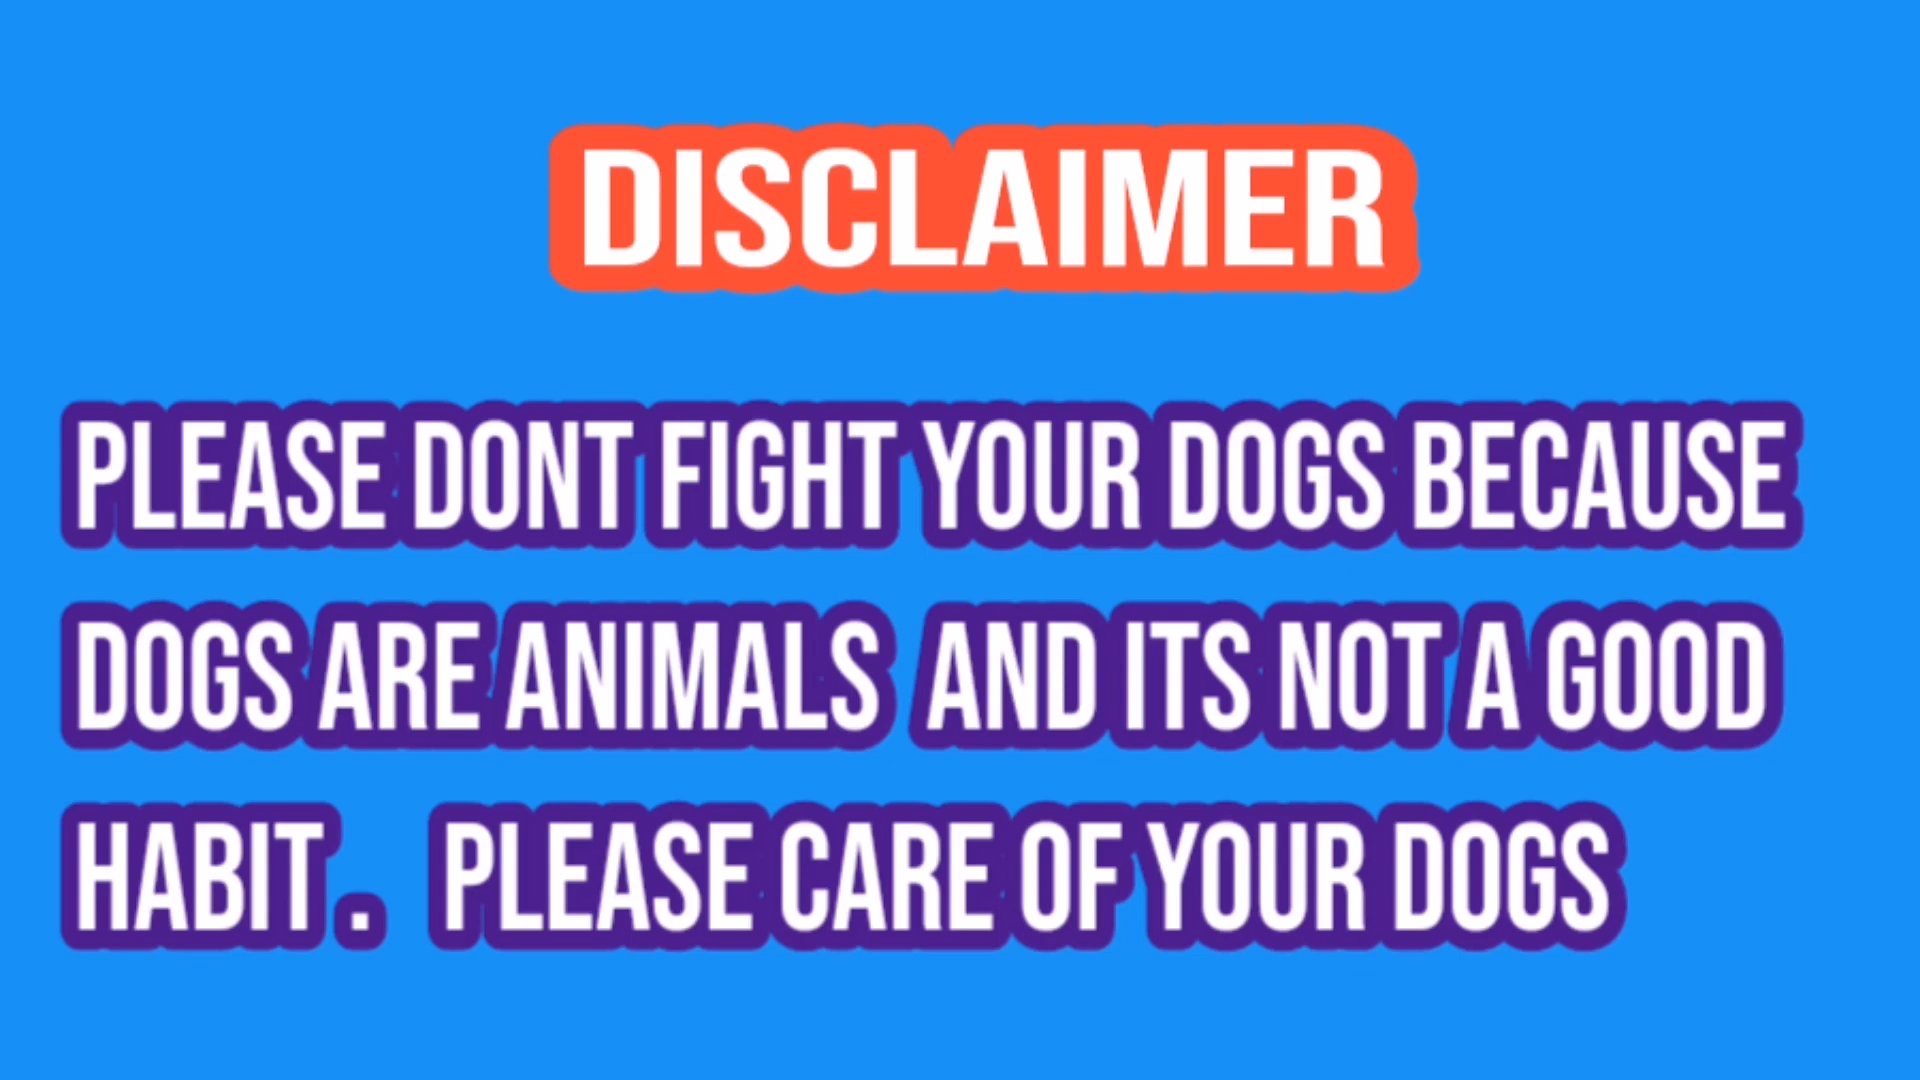 DISCLAIMER
PLEASE DONT FIGHT YOUR DOGS BECAUSE
DOGS ARE ANIMALS AND ITS NOT A GOOD
HABIT. PLEASE CARE OF YOUR DOGS